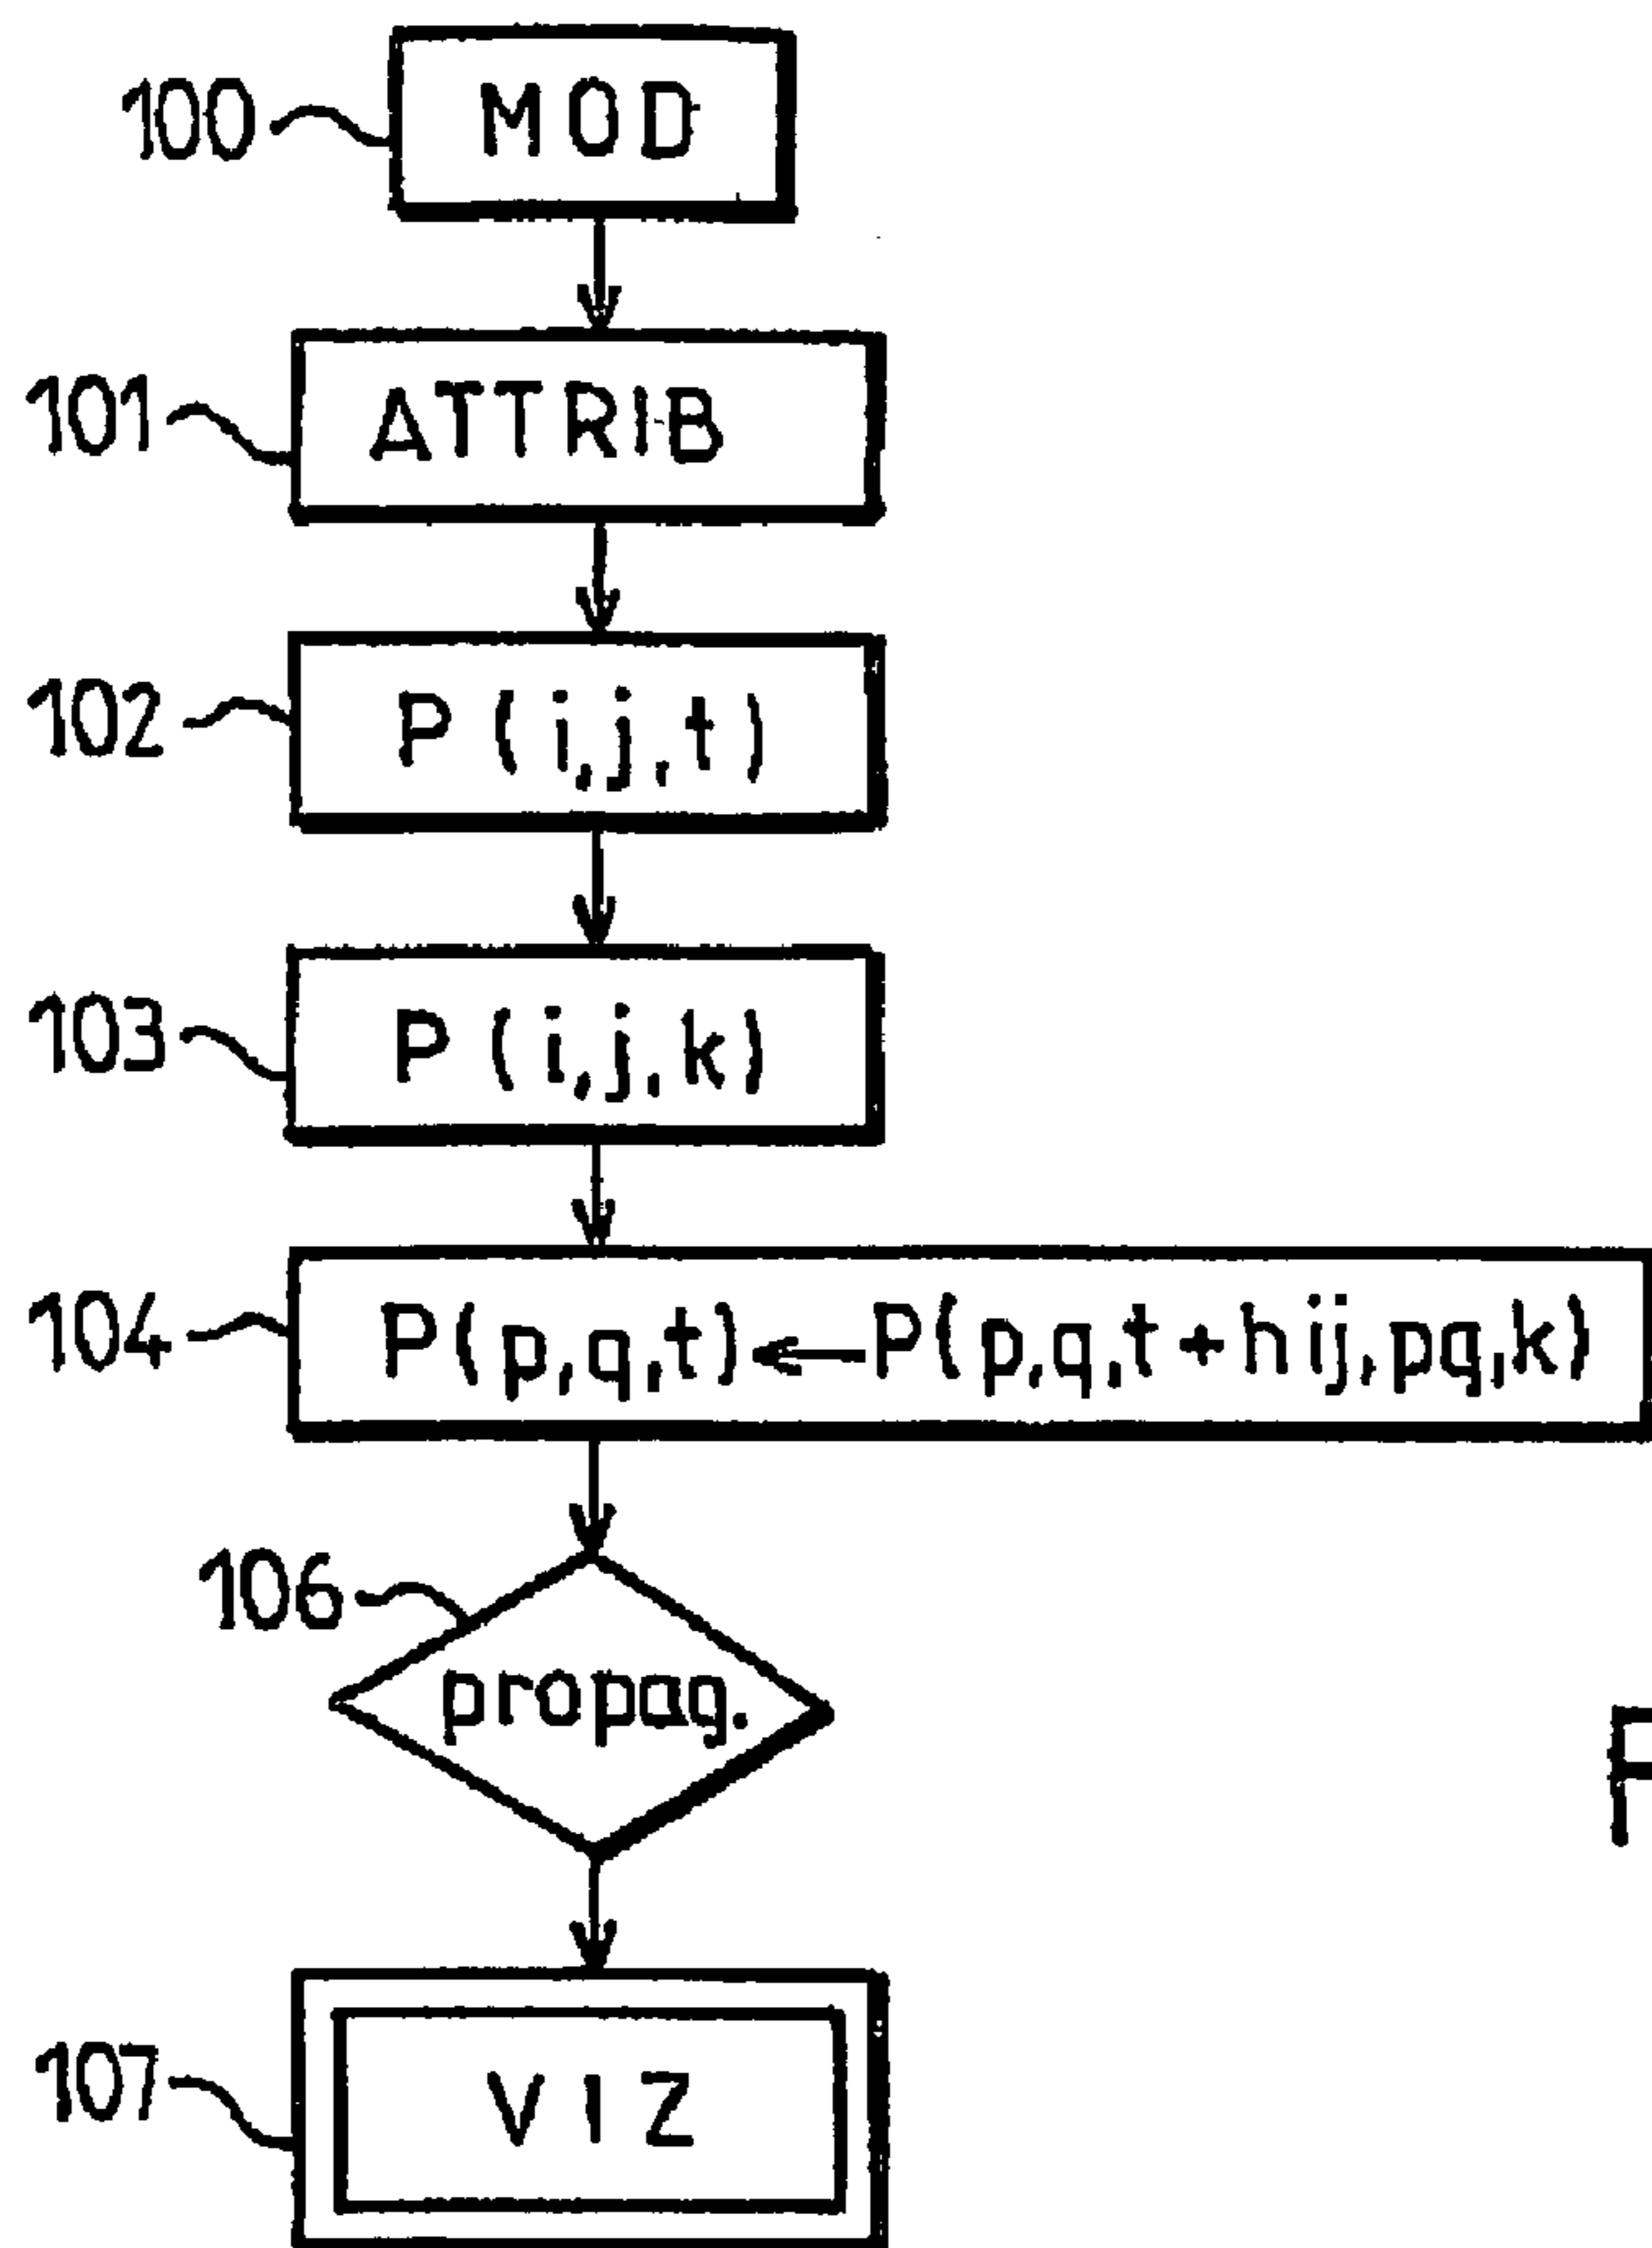 100 MOD
101 ATTRIB
102 P(i,j,t)
103 P(i,j,k)
104 P(p,q,t)←P(p,q,t+hij,pq,k)
106 propag.
107 VIZ